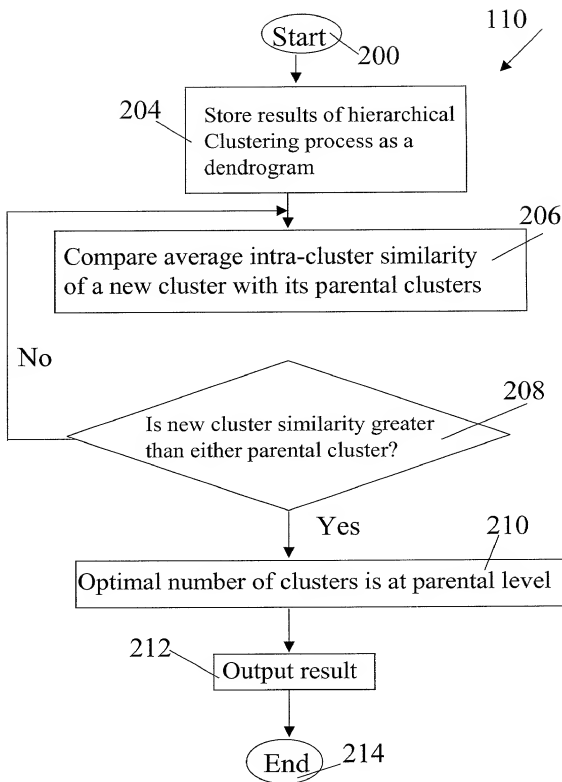 110
Start
200
204
Store results of hierarchical
Clustering process as a
dendrogram
206
Compare average intra-cluster similarity
of a new cluster with its parental clusters
No
208
Is new cluster similarity greater
than either parental cluster?
Yes
210
Optimal number of clusters is at parental level
212
Output result
End
214